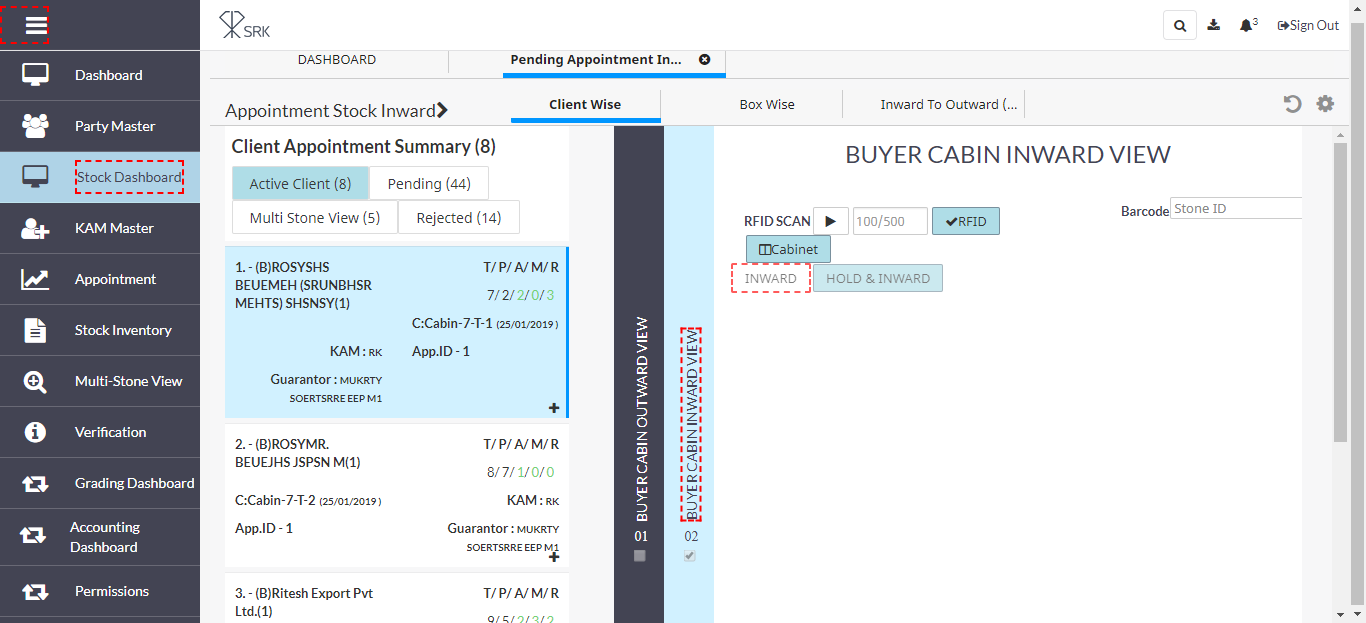 SRK
3
Sign Out
Dashboard
Party Master
Stock Dashboard
KAM Master
Appointment
Stock Inventory
Multi-Stone View
Verification
Grading Dashboard
Accounting
Dashboard
Permissions
DASHBOARD
Pending Appointment In...
Appointment Stock Inward
Client Wise
Box Wise
Inward To Outward (...
Client Appointment Summary (8)
Active Client (8)
Pending (44)
Multi Stone View (5)
Rejected (14)
1. - (B)ROSYSHS
BEUEMEH (SRUNBHSR
MEHTS) SHSNSY(1)
T/ P/ A/ M/ R
7/ 2/ 2/ 0/ 3
C:Cabin-7-T-1 (25/01/2019 )
KAM : RK
App.ID - 1
Guarantor : MUKRTY
SOERTSRRE EEP M1
2. - (B)ROSYMR.
BEUEJHS JSPSN M(1)
T/ P/ A/ M/ R
8/ 7/ 1/ 0/ 0
C:Cabin-7-T-2 (25/01/2019 )
KAM : RK
App.ID - 1
Guarantor : MUKRTY
SOERTSRRE EEP M1
3. - (B)Ritesh Export Pvt
Ltd.(1)
T/ P/ A/ M/ R
9/ 5/ 2/ 3/ 2
BUYER CABIN OUTWARD VIEW
01
BUYER CABIN INWARD VIEW
02
BUYER CABIN INWARD VIEW
RFID SCAN
100/500
RFID
Barcode
Stone ID
Cabinet
INWARD
HOLD & INWARD